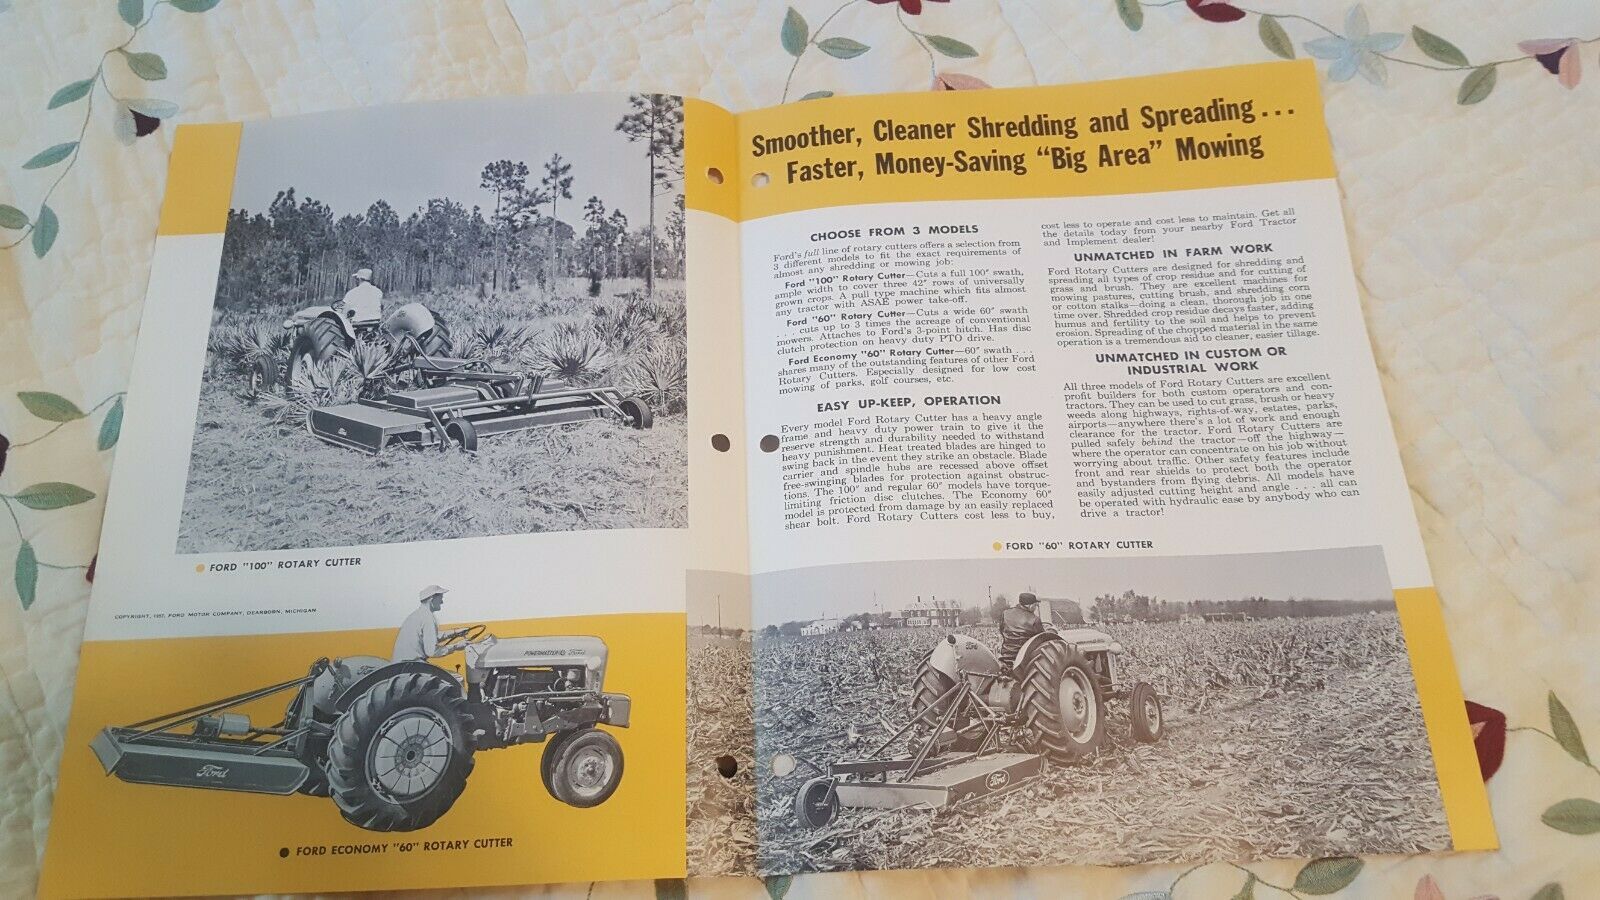 FORD "100" ROTARY CUTTER
COPYRIGHT, 1957, FORD MOTOR COMPANY, DEARBORN, MICHIGAN
POWERMASTER Ford
Ford
FORD ECONOMY "60" ROTARY CUTTER
Smoother, Cleaner Shredding and Spreading...
Faster, Money-Saving "Big Area" Mowing
CHOOSE FROM 3 MODELS
Ford's full line of rotary cutters offers a selection from
3 different models to fit the exact requirements of
almost any shredding or mowing job:
Ford "100" Rotary Cutter—Cuts a full 100" swath,
ample width to cover three 42" rows of universally
grown crops. A pull type machine which fits almost
any tractor with ASAE power take-off.
Ford "60" Rotary Cutter—Cuts a wide 60" swath
. . . cuts up to 3 times the acreage of conventional
mowers. Attaches to Ford's 3-point hitch. Has disc
clutch protection on heavy duty PTO drive.
Ford Economy "60" Rotary Cutter—60" swath . . .
shares many of the outstanding features of other Ford
Rotary Cutters. Especially designed for low cost
mowing of parks, golf courses, etc.
EASY UP-KEEP, OPERATION
Every model Ford Rotary Cutter has a heavy angle
frame and heavy duty power train to give it the
reserve strength and durability needed to withstand
heavy punishment. Heat treated blades are hinged to
swing back in the event they strike an obstacle. Blade
carrier and spindle hubs are recessed above offset
free-swinging blades for protection against obstruc-
tions. The 100" and regular 60" models have torque-
limiting friction disc clutches. The Economy 60"
model is protected from damage by an easily replaced
shear bolt. Ford Rotary Cutters cost less to buy,
cost less to operate and cost less to maintain. Get all
the details today from your nearby Ford Tractor
and Implement dealer!
UNMATCHED IN FARM WORK
Ford Rotary Cutters are designed for shredding and
spreading all types of crop residue and for cutting of
grass and brush. They are excellent machines for
mowing pastures, cutting brush, and shredding corn
or cotton stalks—doing a clean, thorough job in one
time over. Shredded crop residue decays faster, adding
humus and fertility to the soil and helps to prevent
erosion. Spreading of the chopped material in the same
operation is a tremendous aid to cleaner, easier tillage.
UNMATCHED IN CUSTOM OR
INDUSTRIAL WORK
All three models of Ford Rotary Cutters are excellent
profit builders for both custom operators and con-
tractors. They can be used to cut grass, brush or heavy
weeds along highways, rights-of-way, estates, parks,
airports—anywhere there's a lot of work and enough
clearance for the tractor. Ford Rotary Cutters are
pulled safely behind the tractor—off the highway—
where the operator can concentrate on his job without
worrying about traffic. Other safety features include
front and rear shields to protect both the operator
and bystanders from flying debris. All models have
easily adjusted cutting height and angle . . . all can
be operated with hydraulic ease by anybody who can
drive a tractor!
FORD "60" ROTARY CUTTER
Ford
Ford